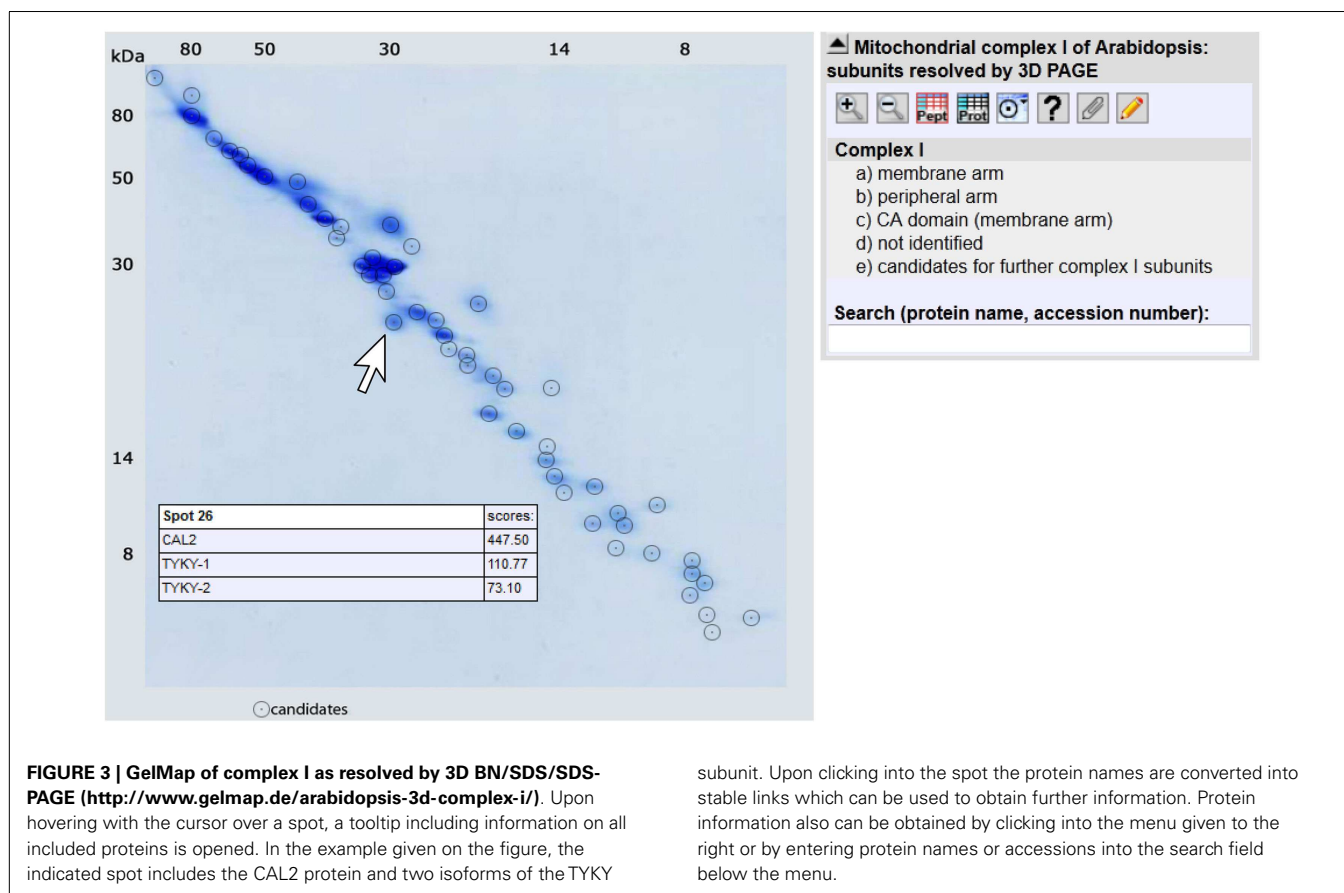 80 50 30 14 8
kDa
80
50
30
14
8
Spot 26 scores:
CAL2 447.50
TYKY-1 110.77
TYKY-2 73.10
candidates
Mitochondrial complex I of Arabidopsis:
subunits resolved by 3D PAGE
Pept Prot ?
Complex I
a) membrane arm
b) peripheral arm
c) CA domain (membrane arm)
d) not identified
e) candidates for further complex I subunits
Search (protein name, accession number):
FIGURE 3 | GelMap of complex I as resolved by 3D BN/SDS/SDS-
PAGE (http://www.gelmap.de/arabidopsis-3d-complex-i/). Upon
hovering with the cursor over a spot, a tooltip including information on all
included proteins is opened. In the example given on the figure, the
indicated spot includes the CAL2 protein and two isoforms of the TYKY
subunit. Upon clicking into the spot the protein names are converted into
stable links which can be used to obtain further information. Protein
information also can be obtained by clicking into the menu given to the
right or by entering protein names or accessions into the search field
below the menu.